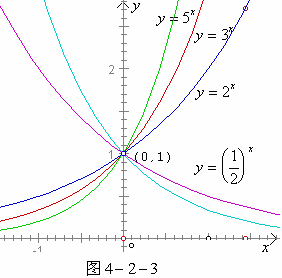 y
y = 5^x
y = 3^x
2
y = 2^x
1
(0,1)
y = (1/2)^x
-1
o
x
图4-2-3